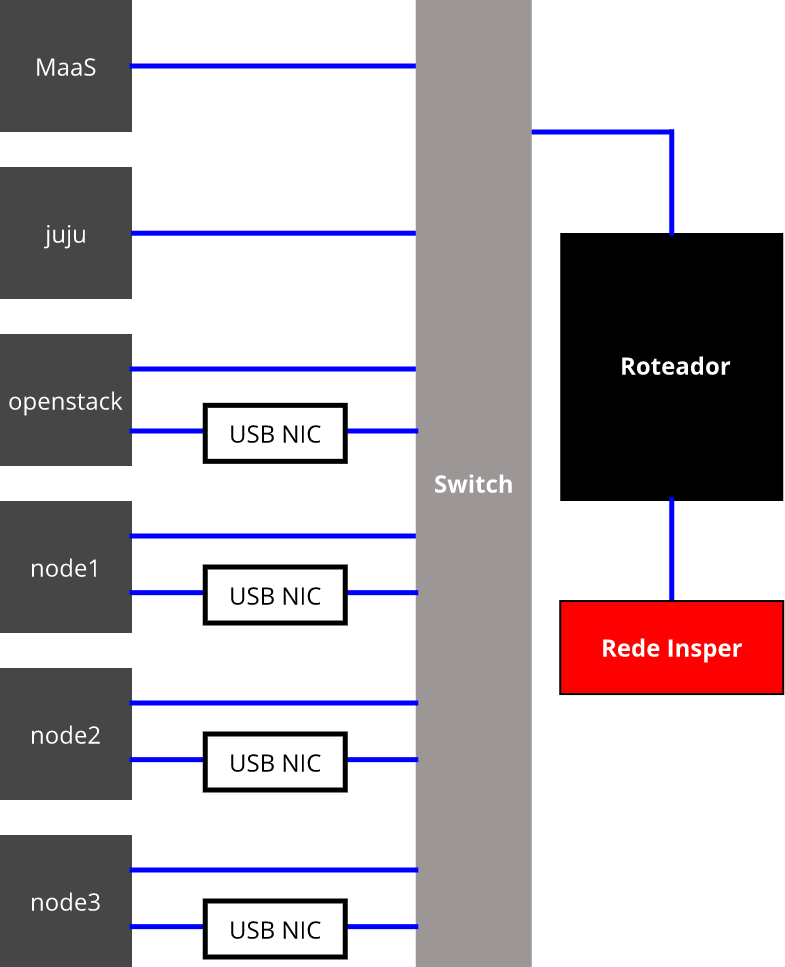 MaaS
juju
openstack
USB NIC
node1
USB NIC
node2
USB NIC
node3
USB NIC
Switch
Roteador
Rede Insper